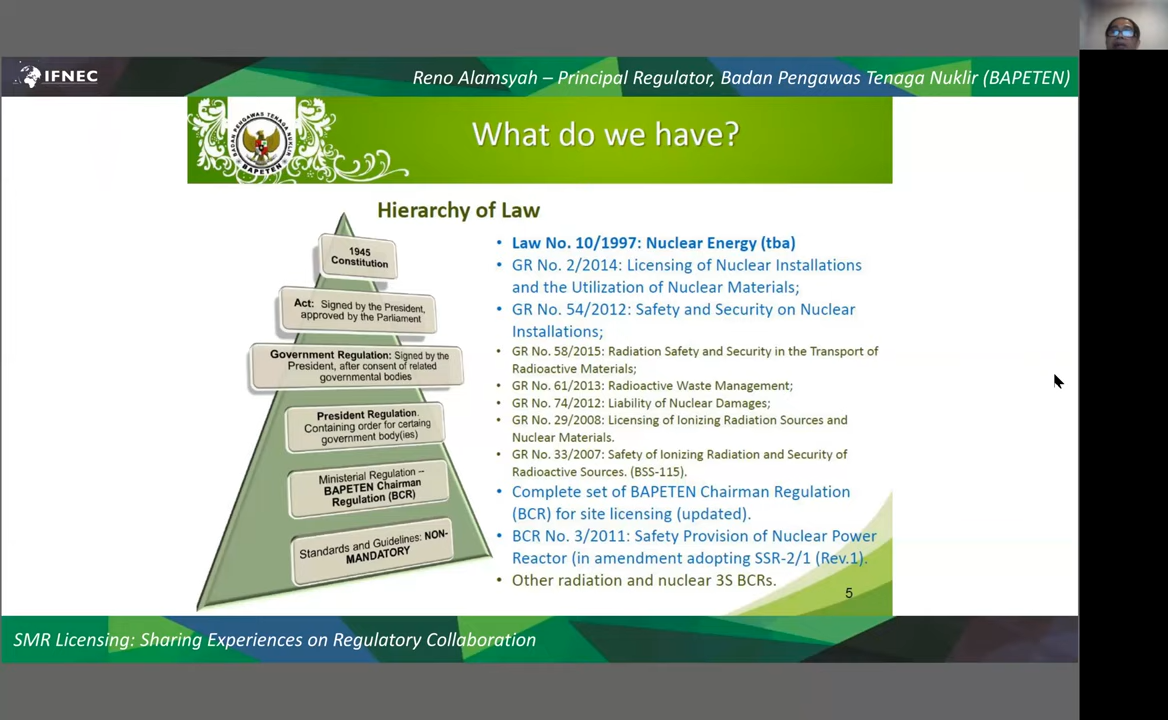 IFNEC
Reno Alamsyah – Principal Regulator, Badan Pengawas Tenaga Nuklir (BAPETEN)
BADAN PENGAWAS TENAGA NUKLIR
BAPETEN
What do we have?
Hierarchy of Law
1945
Constitution
Act: Signed by the President,
approved by the Parliament
Government Regulation: Signed by the
President, after consent of related
governmental bodies
President Regulation.
Containing order for certaing
government body(ies)
Ministerial Regulation –
BAPETEN Chairman
Regulation (BCR)
Standards and Guidelines: NON-
MANDATORY
• Law No. 10/1997: Nuclear Energy (tba)
• GR No. 2/2014: Licensing of Nuclear Installations
and the Utilization of Nuclear Materials;
• GR No. 54/2012: Safety and Security on Nuclear
Installations;
• GR No. 58/2015: Radiation Safety and Security in the Transport of
Radioactive Materials;
• GR No. 61/2013: Radioactive Waste Management;
• GR No. 74/2012: Liability of Nuclear Damages;
• GR No. 29/2008: Licensing of Ionizing Radiation Sources and
Nuclear Materials.
• GR No. 33/2007: Safety of Ionizing Radiation and Security of
Radioactive Sources. (BSS-115).
• Complete set of BAPETEN Chairman Regulation
(BCR) for site licensing (updated).
• BCR No. 3/2011: Safety Provision of Nuclear Power
Reactor (in amendment adopting SSR-2/1 (Rev.1).
• Other radiation and nuclear 3S BCRs.
5
SMR Licensing: Sharing Experiences on Regulatory Collaboration